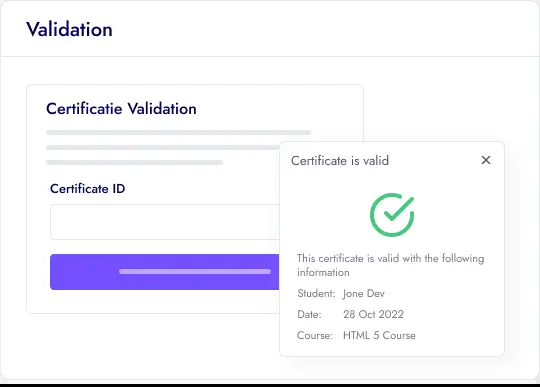 Validation
Certificatie Validation
Certificate ID
Certificate is valid
This certificate is valid with the following
information
Student: Jone Dev
Date: 28 Oct 2022
Course: HTML 5 Course